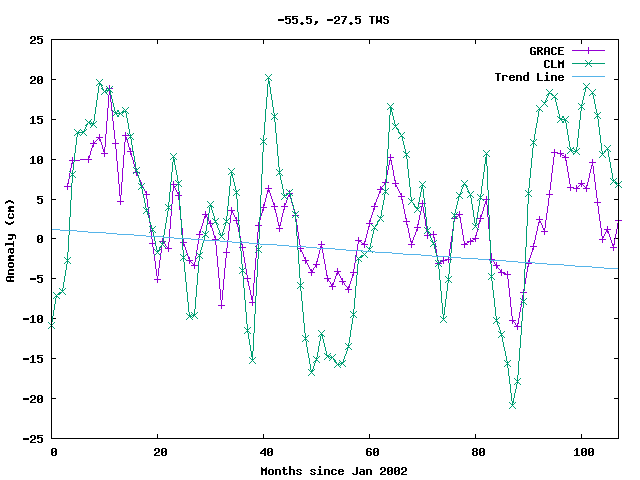 -55.5, -27.5 TWS
GRACE
CLM
Trend Line
25
20
15
10
5
0
-5
-10
-15
-20
-25
Anomaly (cm)
0 20 40 60 80 100
Months since Jan 2002